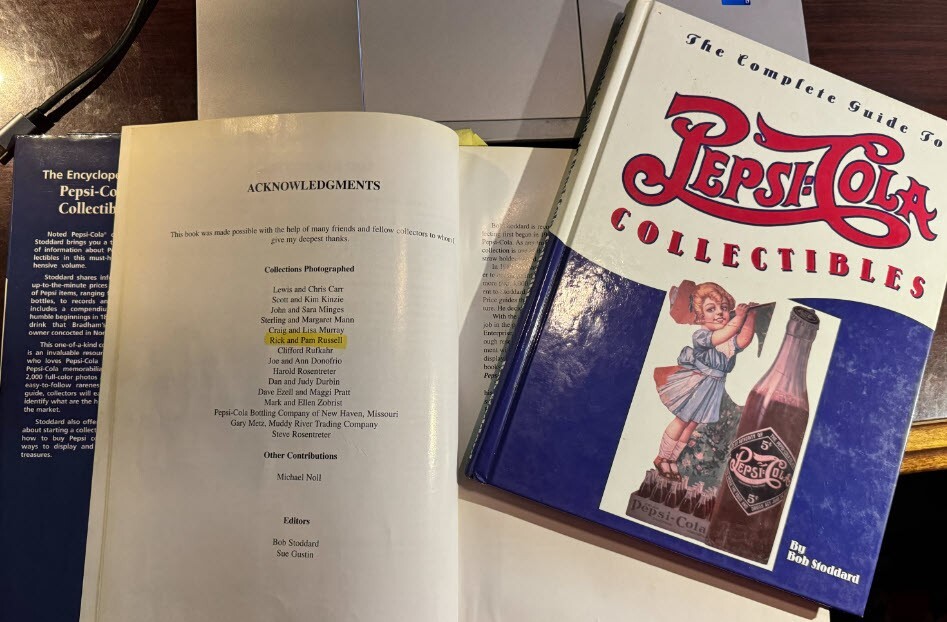 The Encyclope
Pepsi-Co
Collectib
Noted Pepsi-Cola®
Stoddard brings you a
of information about P
lectibles in this must-h
hensive volume.
Stoddard shares inf
up-to-the-minute prices
of Pepsi items, ranging
bottles, to records an
includes a compendiu
humble beginnings in 18
drink that Bradham's
owner concocted in Nor
This one-of-a-kind
is an invaluable resour
who loves Pepsi-Cola
Pepsi-Cola memorabili
2,000 full-color photos
easy-to-follow rarenes
guide, collectors will
identify what are the h
the market.
Stoddard also offe
about starting a collect
how to buy Pepsi
ways to display and
treasures.
ACKNOWLEDGMENTS
This book was made possible with the help of many friends and fellow collectors to whom I
give my deepest thanks.
Collections Photographed
Lewis and Chris Carr
Scott and Kim Kinzie
John and Sara Minges
Sterling and Margaret Mann
Craig and Lisa Murray
Rick and Pam Russell
Clifford Rufkahr
Joe and Ann Donofrio
Harold Rosentreter
Dan and Judy Durbin
Dave Ezell and Maggi Pratt
Mark and Ellen Zobrist
Pepsi-Cola Bottling Company of New Haven, Missouri
Gary Metz, Muddy River Trading Company
Steve Rosentreter
Other Contributions
Michael Noll
Editors
Bob Stoddard
Sue Gustin
The Complete Guide To
PEPSI-COLA
COLLECTIBLES
5¢
PEPSI-COLA
5¢
Pepsi-Cola
By
Bob Stoddard